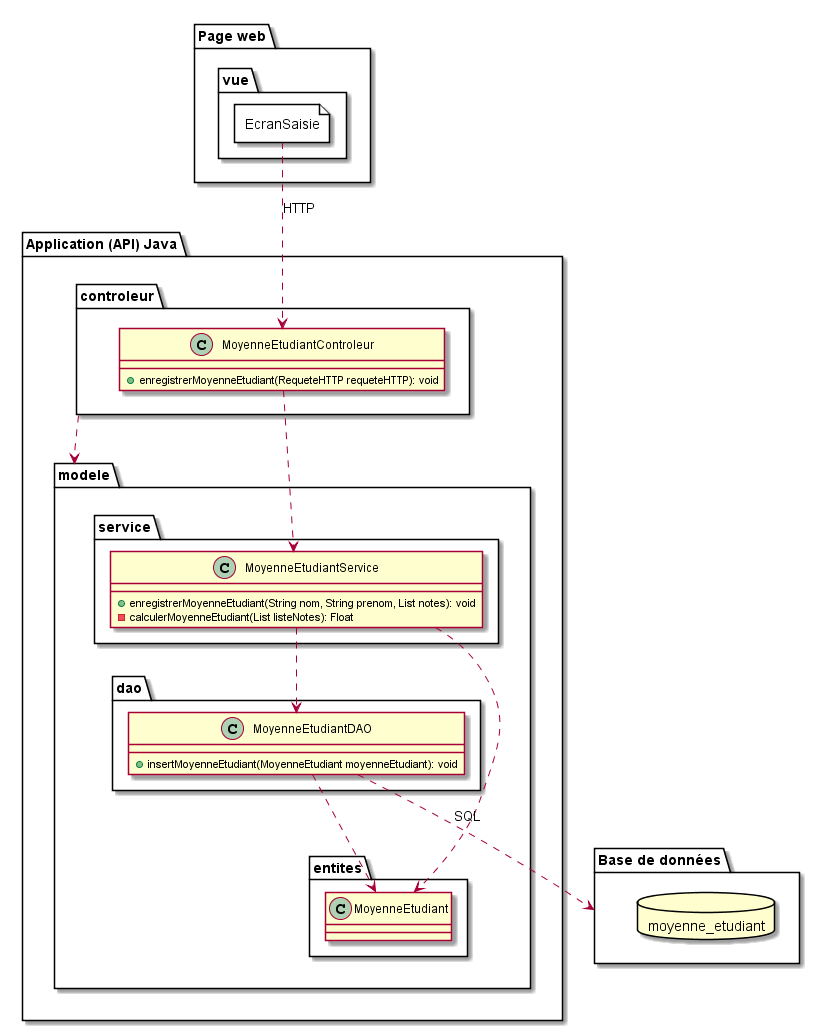 Page web
vue
EcranSaisie
HTTP
Application (API) Java
controleur
C MoyenneEtudiantControleur
enregistrerMoyenneEtudiant(RequeteHTTP requeteHTTP): void
modele
service
C MoyenneEtudiantService
enregistrerMoyenneEtudiant(String nom, String prenom, List notes): void
calculerMoyenneEtudiant(List listeNotes): Float
dao
C MoyenneEtudiantDAO
insertMoyenneEtudiant(MoyenneEtudiant moyenneEtudiant): void
SQL
entites
C MoyenneEtudiant
Base de données
moyenne_etudiant